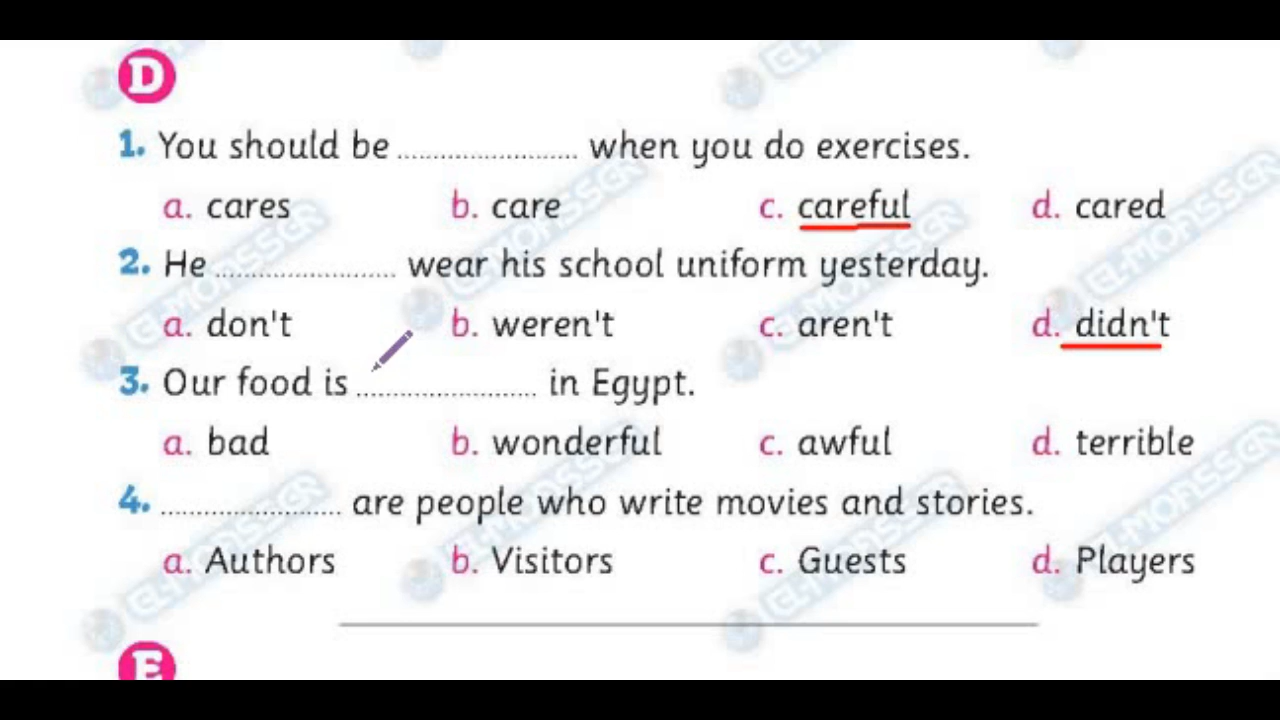 D
1. You should be ........................ when you do exercises.
a. cares b. care c. careful d. cared
2. He ........................ wear his school uniform yesterday.
a. don't b. weren't c. aren't d. didn't
3. Our food is ........................ in Egypt.
a. bad b. wonderful c. awful d. terrible
4. ........................ are people who write movies and stories.
a. Authors b. Visitors c. Guests d. Players
E